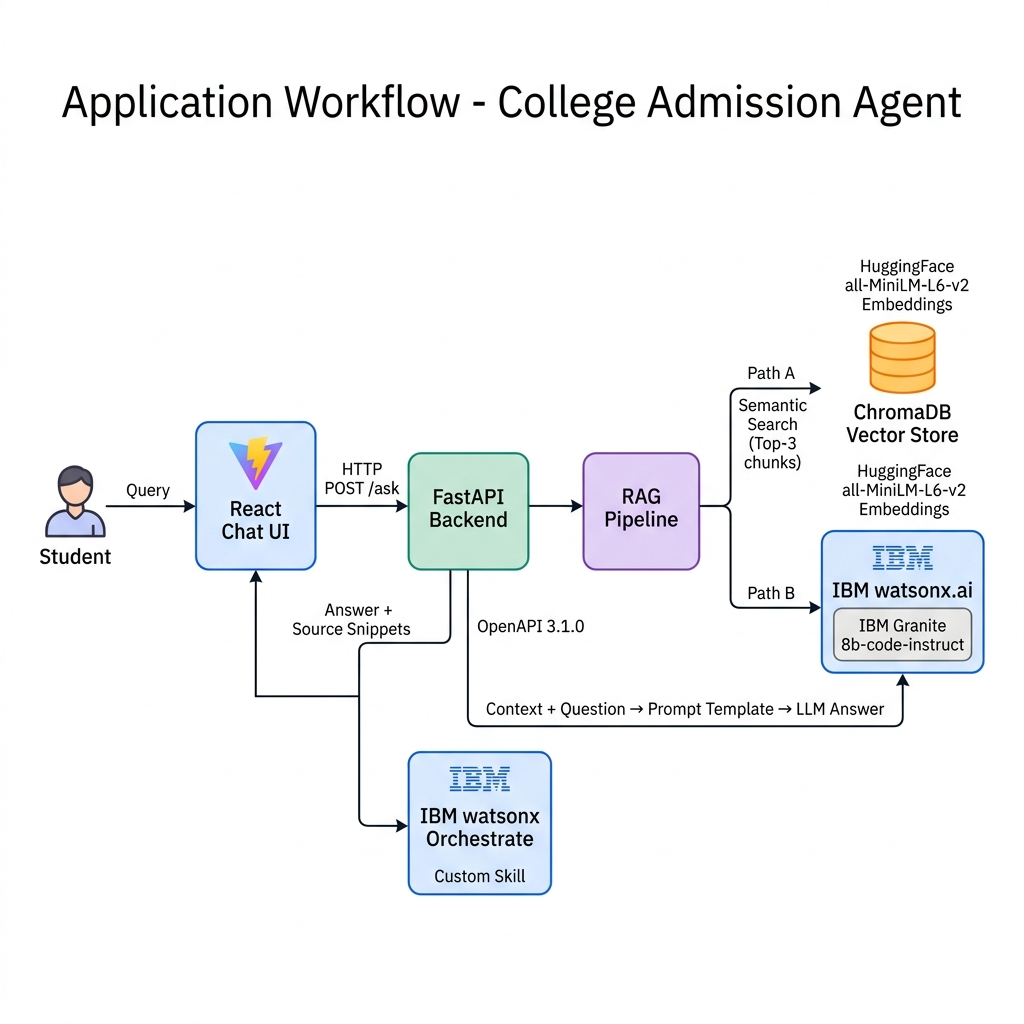 Application Workflow - College Admission Agent
HuggingFace
all-MiniLM-L6-v2
Embeddings
Path A
Semantic
Search
(Top-3
chunks)
ChromaDB
Vector Store
HuggingFace
all-MiniLM-L6-v2
Embeddings
Query
Student
React
Chat UI
HTTP
POST /ask
FastAPI
Backend
RAG
Pipeline
Path B
IBM
IBM watsonx.ai
IBM Granite
8b-code-instruct
Answer +
Source Snippets
OpenAPI 3.1.0
Context + Question → Prompt Template → LLM Answer
IBM
IBM watsonx
Orchestrate
Custom Skill